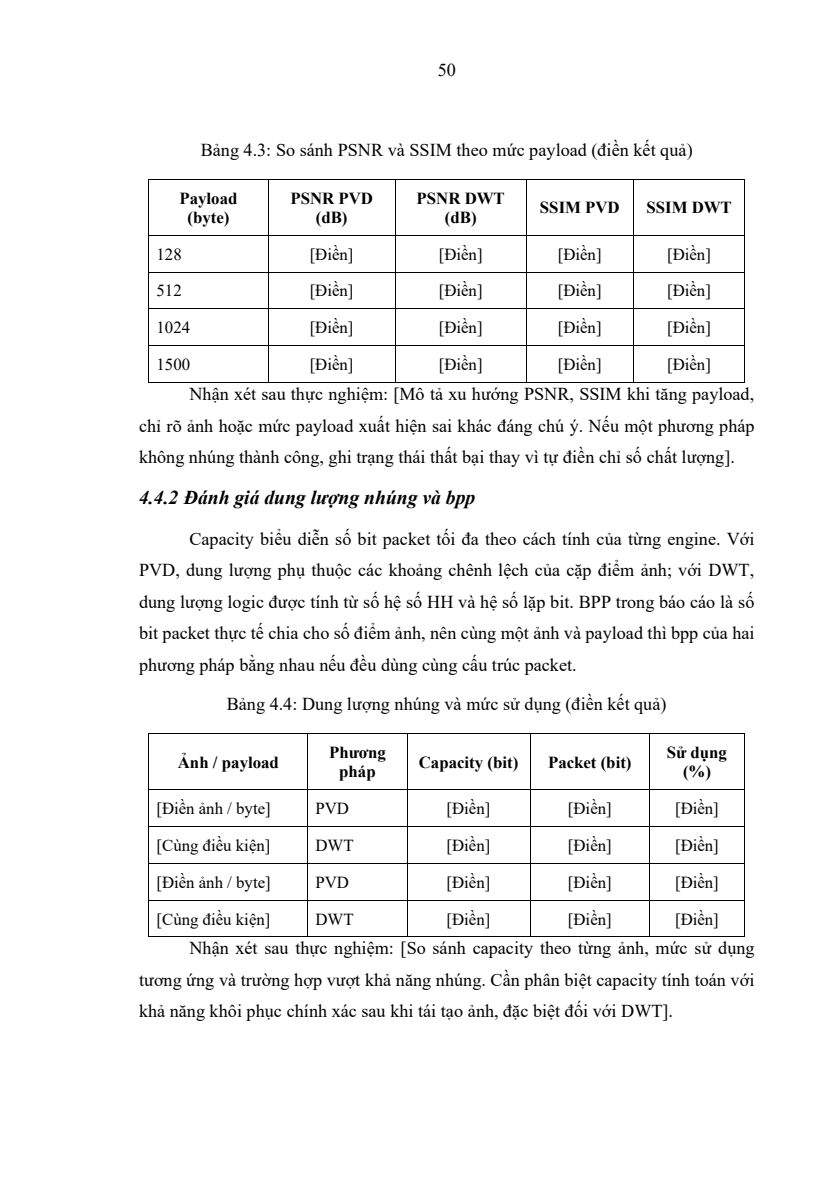 50
Bảng 4.3: So sánh PSNR và SSIM theo mức payload (điền kết quả)
Payload (byte) PSNR PVD (dB) PSNR DWT (dB) SSIM PVD SSIM DWT
128 [Điền] [Điền] [Điền] [Điền]
512 [Điền] [Điền] [Điền] [Điền]
1024 [Điền] [Điền] [Điền] [Điền]
1500 [Điền] [Điền] [Điền] [Điền]
Nhận xét sau thực nghiệm: [Mô tả xu hướng PSNR, SSIM khi tăng payload,
chỉ rõ ảnh hoặc mức payload xuất hiện sai khác đáng chú ý. Nếu một phương pháp
không nhúng thành công, ghi trạng thái thất bại thay vì tự điền chỉ số chất lượng].
4.4.2 Đánh giá dung lượng nhúng và bpp
Capacity biểu diễn số bit packet tối đa theo cách tính của từng engine. Với
PVD, dung lượng phụ thuộc các khoảng chênh lệch của cặp điểm ảnh; với DWT,
dung lượng logic được tính từ số hệ số HH và hệ số lặp bit. BPP trong báo cáo là số
bit packet thực tế chia cho số điểm ảnh, nên cùng một ảnh và payload thì bpp của hai
phương pháp bằng nhau nếu đều dùng cùng cấu trúc packet.
Bảng 4.4: Dung lượng nhúng và mức sử dụng (điền kết quả)
Ảnh / payload Phương pháp Capacity (bit) Packet (bit) Sử dụng (%)
[Điền ảnh / byte] PVD [Điền] [Điền] [Điền]
[Cùng điều kiện] DWT [Điền] [Điền] [Điền]
[Điền ảnh / byte] PVD [Điền] [Điền] [Điền]
[Cùng điều kiện] DWT [Điền] [Điền] [Điền]
Nhận xét sau thực nghiệm: [So sánh capacity theo từng ảnh, mức sử dụng
tương ứng và trường hợp vượt khả năng nhúng. Cần phân biệt capacity tính toán với
khả năng khôi phục chính xác sau khi tái tạo ảnh, đặc biệt đối với DWT].